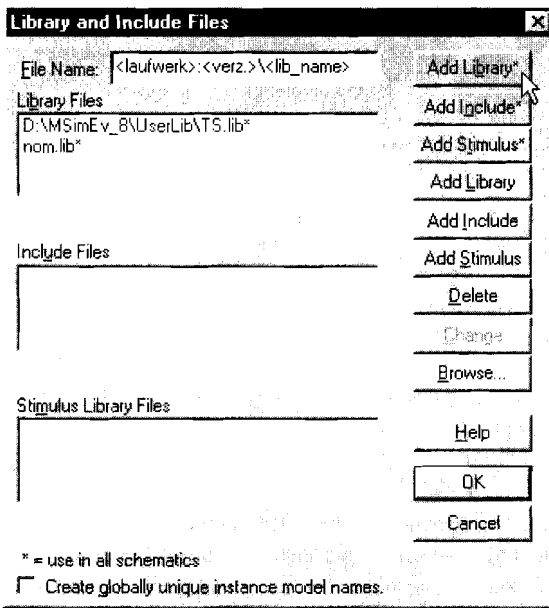 Library and Include Files
File Name: <laufwerk>:<verz.>\<lib_name>
Library Files
D:\MSimEv_8\UserLib\TS.lib*
nom.lib*
Include Files
Stimulus Library Files
Add Library*
Add Include*
Add Stimulus*
Add Library
Add Include
Add Stimulus
Delete
Change
Browse...
Help
OK
Cancel
* = use in all schematics
Create globally unique instance model names.